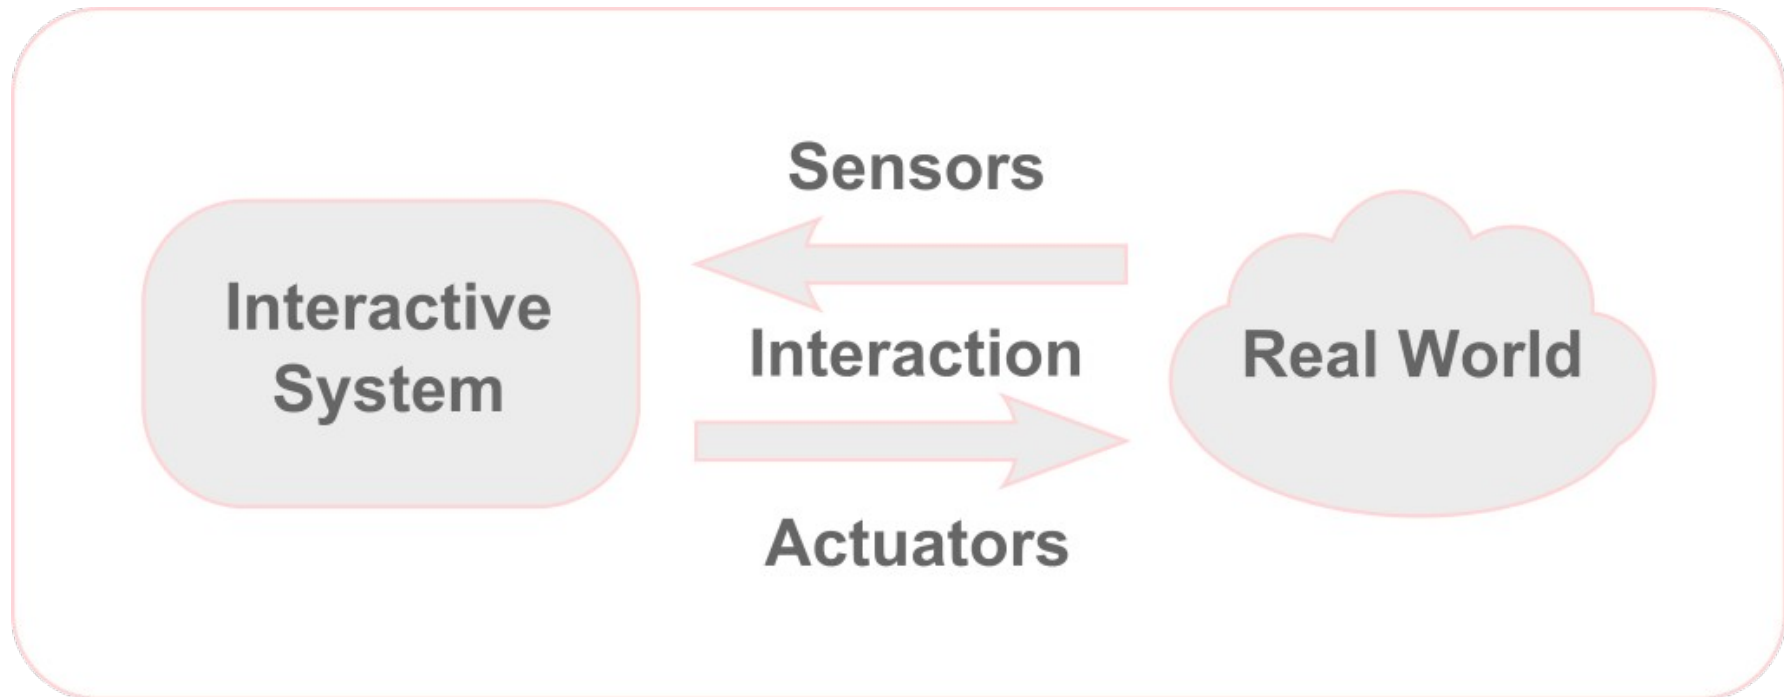 Sensors
Interactive
System
Interaction
Real World
Actuators